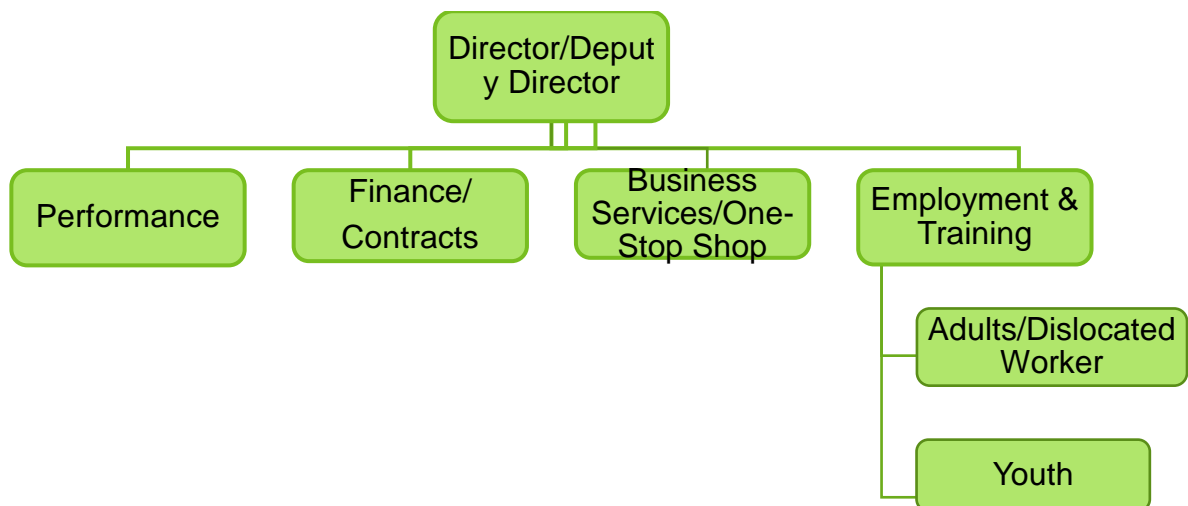 Director/Deput
y Director
Performance
Finance/
Contracts
Business
Services/One-
Stop Shop
Employment &
Training
Adults/Dislocated
Worker
Youth